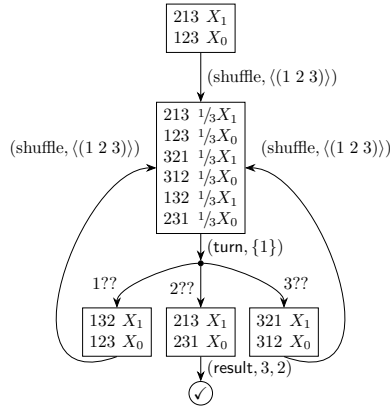 213 X₁
123 X₀
(shuffle, ⟨(1 2 3)⟩)
(shuffle, ⟨(1 2 3)⟩)
(shuffle, ⟨(1 2 3)⟩)
213 1/3X₁
123 1/3X₀
321 1/3X₁
312 1/3X₀
132 1/3X₁
231 1/3X₀
(turn, {1})
1??
2??
3??
132 X₁
123 X₀
213 X₁
231 X₀
321 X₁
312 X₀
(result, 3, 2)
✓